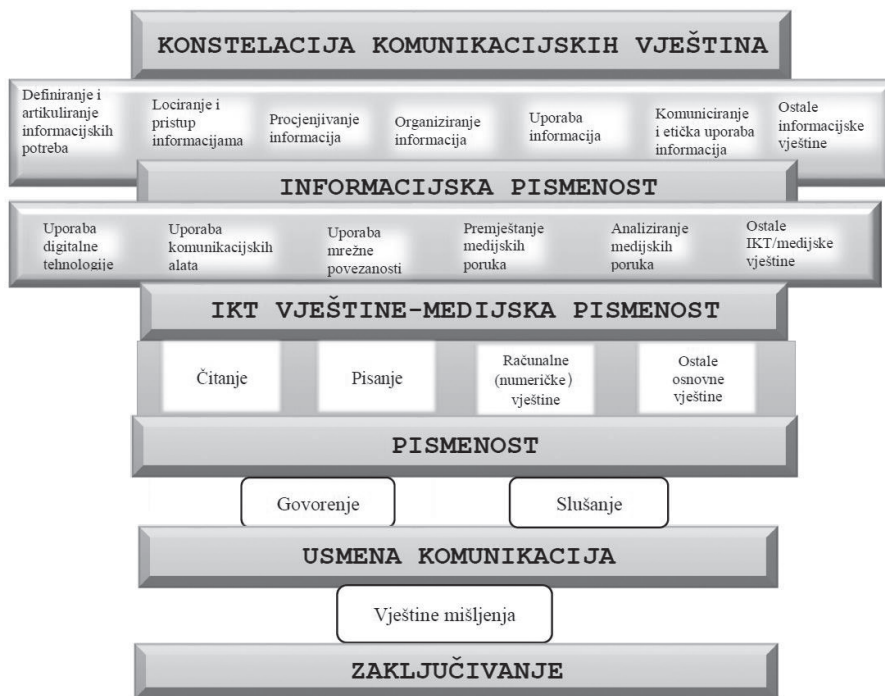 KONSTELACIJA KOMUNIKACIJSKIH VJEŠTINA
Definiranje i
artikuliranje
informacijskih
potreba
Lociranje i
pristup
informacijama
Procjenjivanje
informacija
Organiziranje
informacija
Uporaba
informacija
Komuniciranje
i etička uporaba
informacija
Ostale
informacijske
vještine
INFORMACIJSKA PISMENOST
Uporaba
digitalne
tehnologije
Uporaba
komunikacijskih
alata
Uporaba
mrežne
povezanosti
Premještanje
medijskih
poruka
Analiziranje
medijskih
poruka
Ostale
IKT/medijske
vještine
IKT VJEŠTINE-MEDIJSKA PISMENOST
Čitanje
Pisanje
Računalne
(numeričke)
vještine
Ostale
osnovne
vještine
PISMENOST
Govorenje
Slušanje
USMENA KOMUNIKACIJA
Vještine mišljenja
ZAKLJUČIVANJE